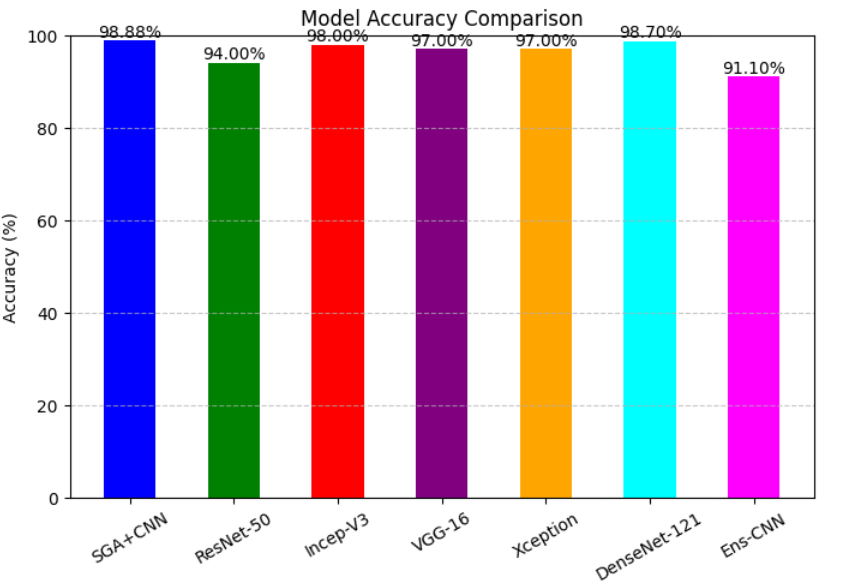 Model Accuracy Comparison
98.88%
94.00%
98.00%
97.00%
97.00%
98.70%
91.10%
100
80
60
40
20
0
Accuracy (%)
SGA+CNN
ResNet-50
Incep-V3
VGG-16
Xception
DenseNet-121
Ens-CNN